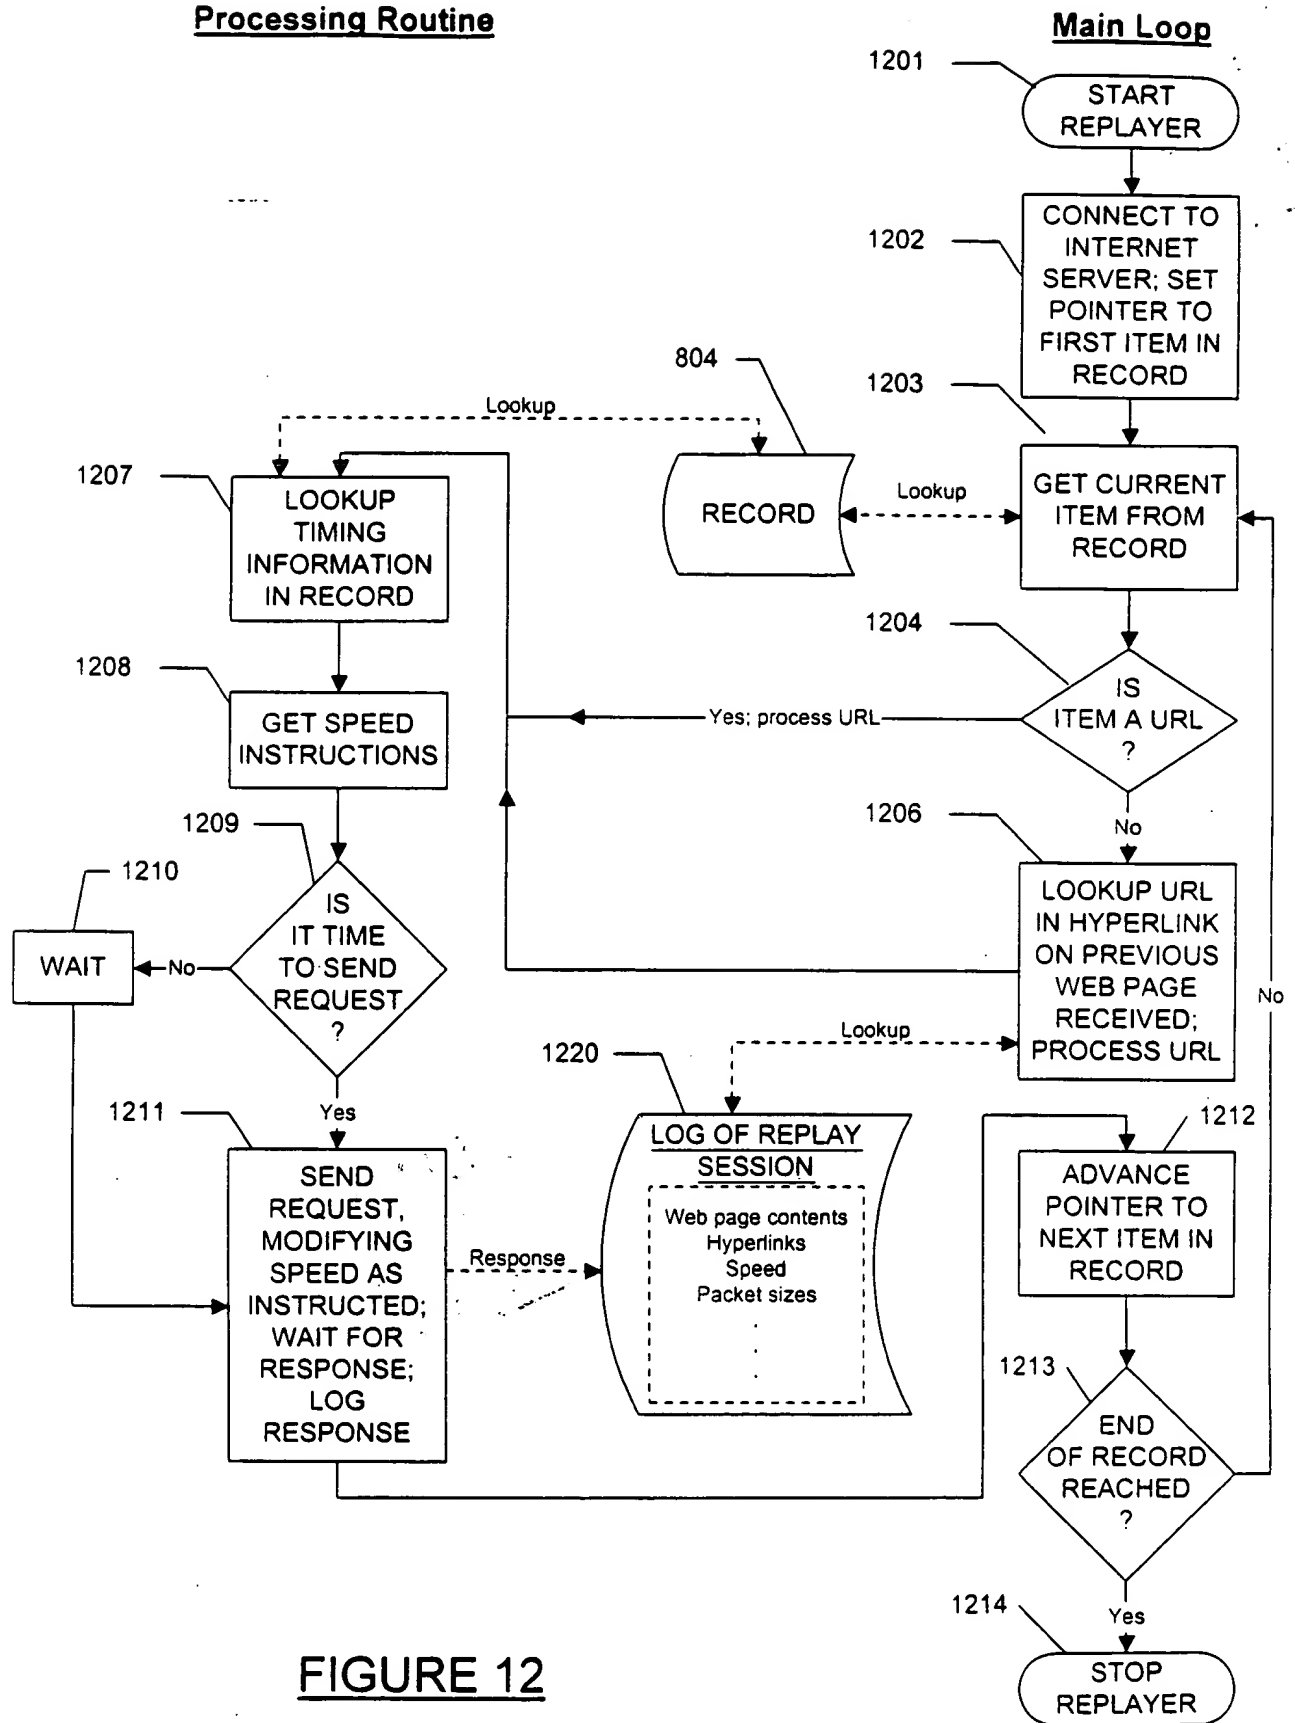 Processing Routine
Main Loop
1201
START
REPLAYER
1202
CONNECT TO
INTERNET
SERVER; SET
POINTER TO
FIRST ITEM IN
RECORD
804
1203
Lookup
1207
LOOKUP
TIMING
INFORMATION
IN RECORD
RECORD
Lookup
GET CURRENT
ITEM FROM
RECORD
1204
IS
ITEM A URL
?
Yes; process URL
1208
GET SPEED
INSTRUCTIONS
No
1206
LOOKUP URL
IN HYPERLINK
ON PREVIOUS
WEB PAGE
RECEIVED;
PROCESS URL
1209
IS
IT TIME
TO SEND
REQUEST
?
1210
WAIT
No
No
Lookup
1220
LOG OF REPLAY
SESSION
Web page contents
Hyperlinks
Speed
Packet sizes
.
.
.
Yes
1211
SEND
REQUEST,
MODIFYING
SPEED AS
INSTRUCTED;
WAIT FOR
RESPONSE;
LOG
RESPONSE
Response
1212
ADVANCE
POINTER TO
NEXT ITEM IN
RECORD
1213
END
OF RECORD
REACHED
?
Yes
1214
STOP
REPLAYER
FIGURE 12